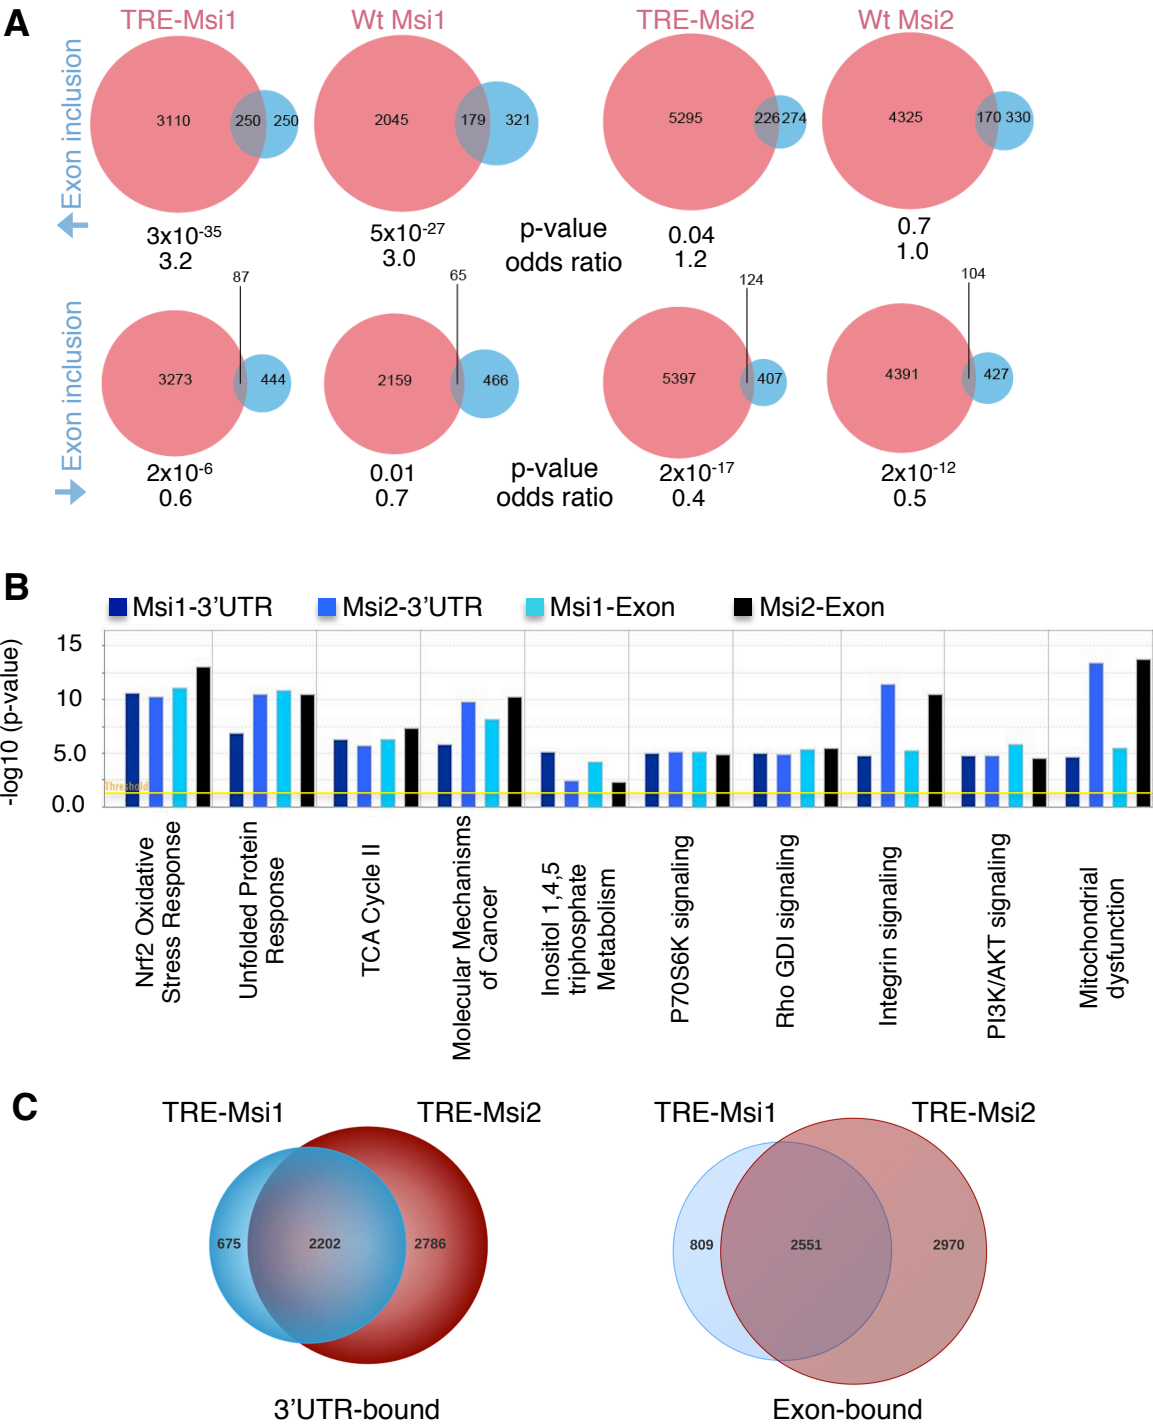 A
TRE-Msi1
Wt Msi1
TRE-Msi2
Wt Msi2
Exon inclusion
3110
250
250
2045
179
321
5295
226
274
4325
170
330
3x10-35
3.2
5x10-27
3.0
p-value
odds ratio
0.04
1.2
0.7
1.0
Exon inclusion
87
65
124
104
3273
444
2159
466
5397
407
4391
427
2x10-6
0.6
0.01
0.7
p-value
odds ratio
2x10-17
0.4
2x10-12
0.5
B
Msi1-3’UTR
Msi2-3’UTR
Msi1-Exon
Msi2-Exon
-log10 (p-value)
15
10
5.0
0.0
Threshold
Nrf2 Oxidative
Stress Response
Unfolded Protein
Response
TCA Cycle II
Molecular Mechanisms
of Cancer
Inositol 1,4,5
triphosphate
Metabolism
P70S6K signaling
Rho GDI signaling
Integrin signaling
PI3K/AKT signaling
Mitochondrial
dysfunction
C
TRE-Msi1
TRE-Msi2
TRE-Msi1
TRE-Msi2
675
2202
2786
809
2551
2970
3’UTR-bound
Exon-bound